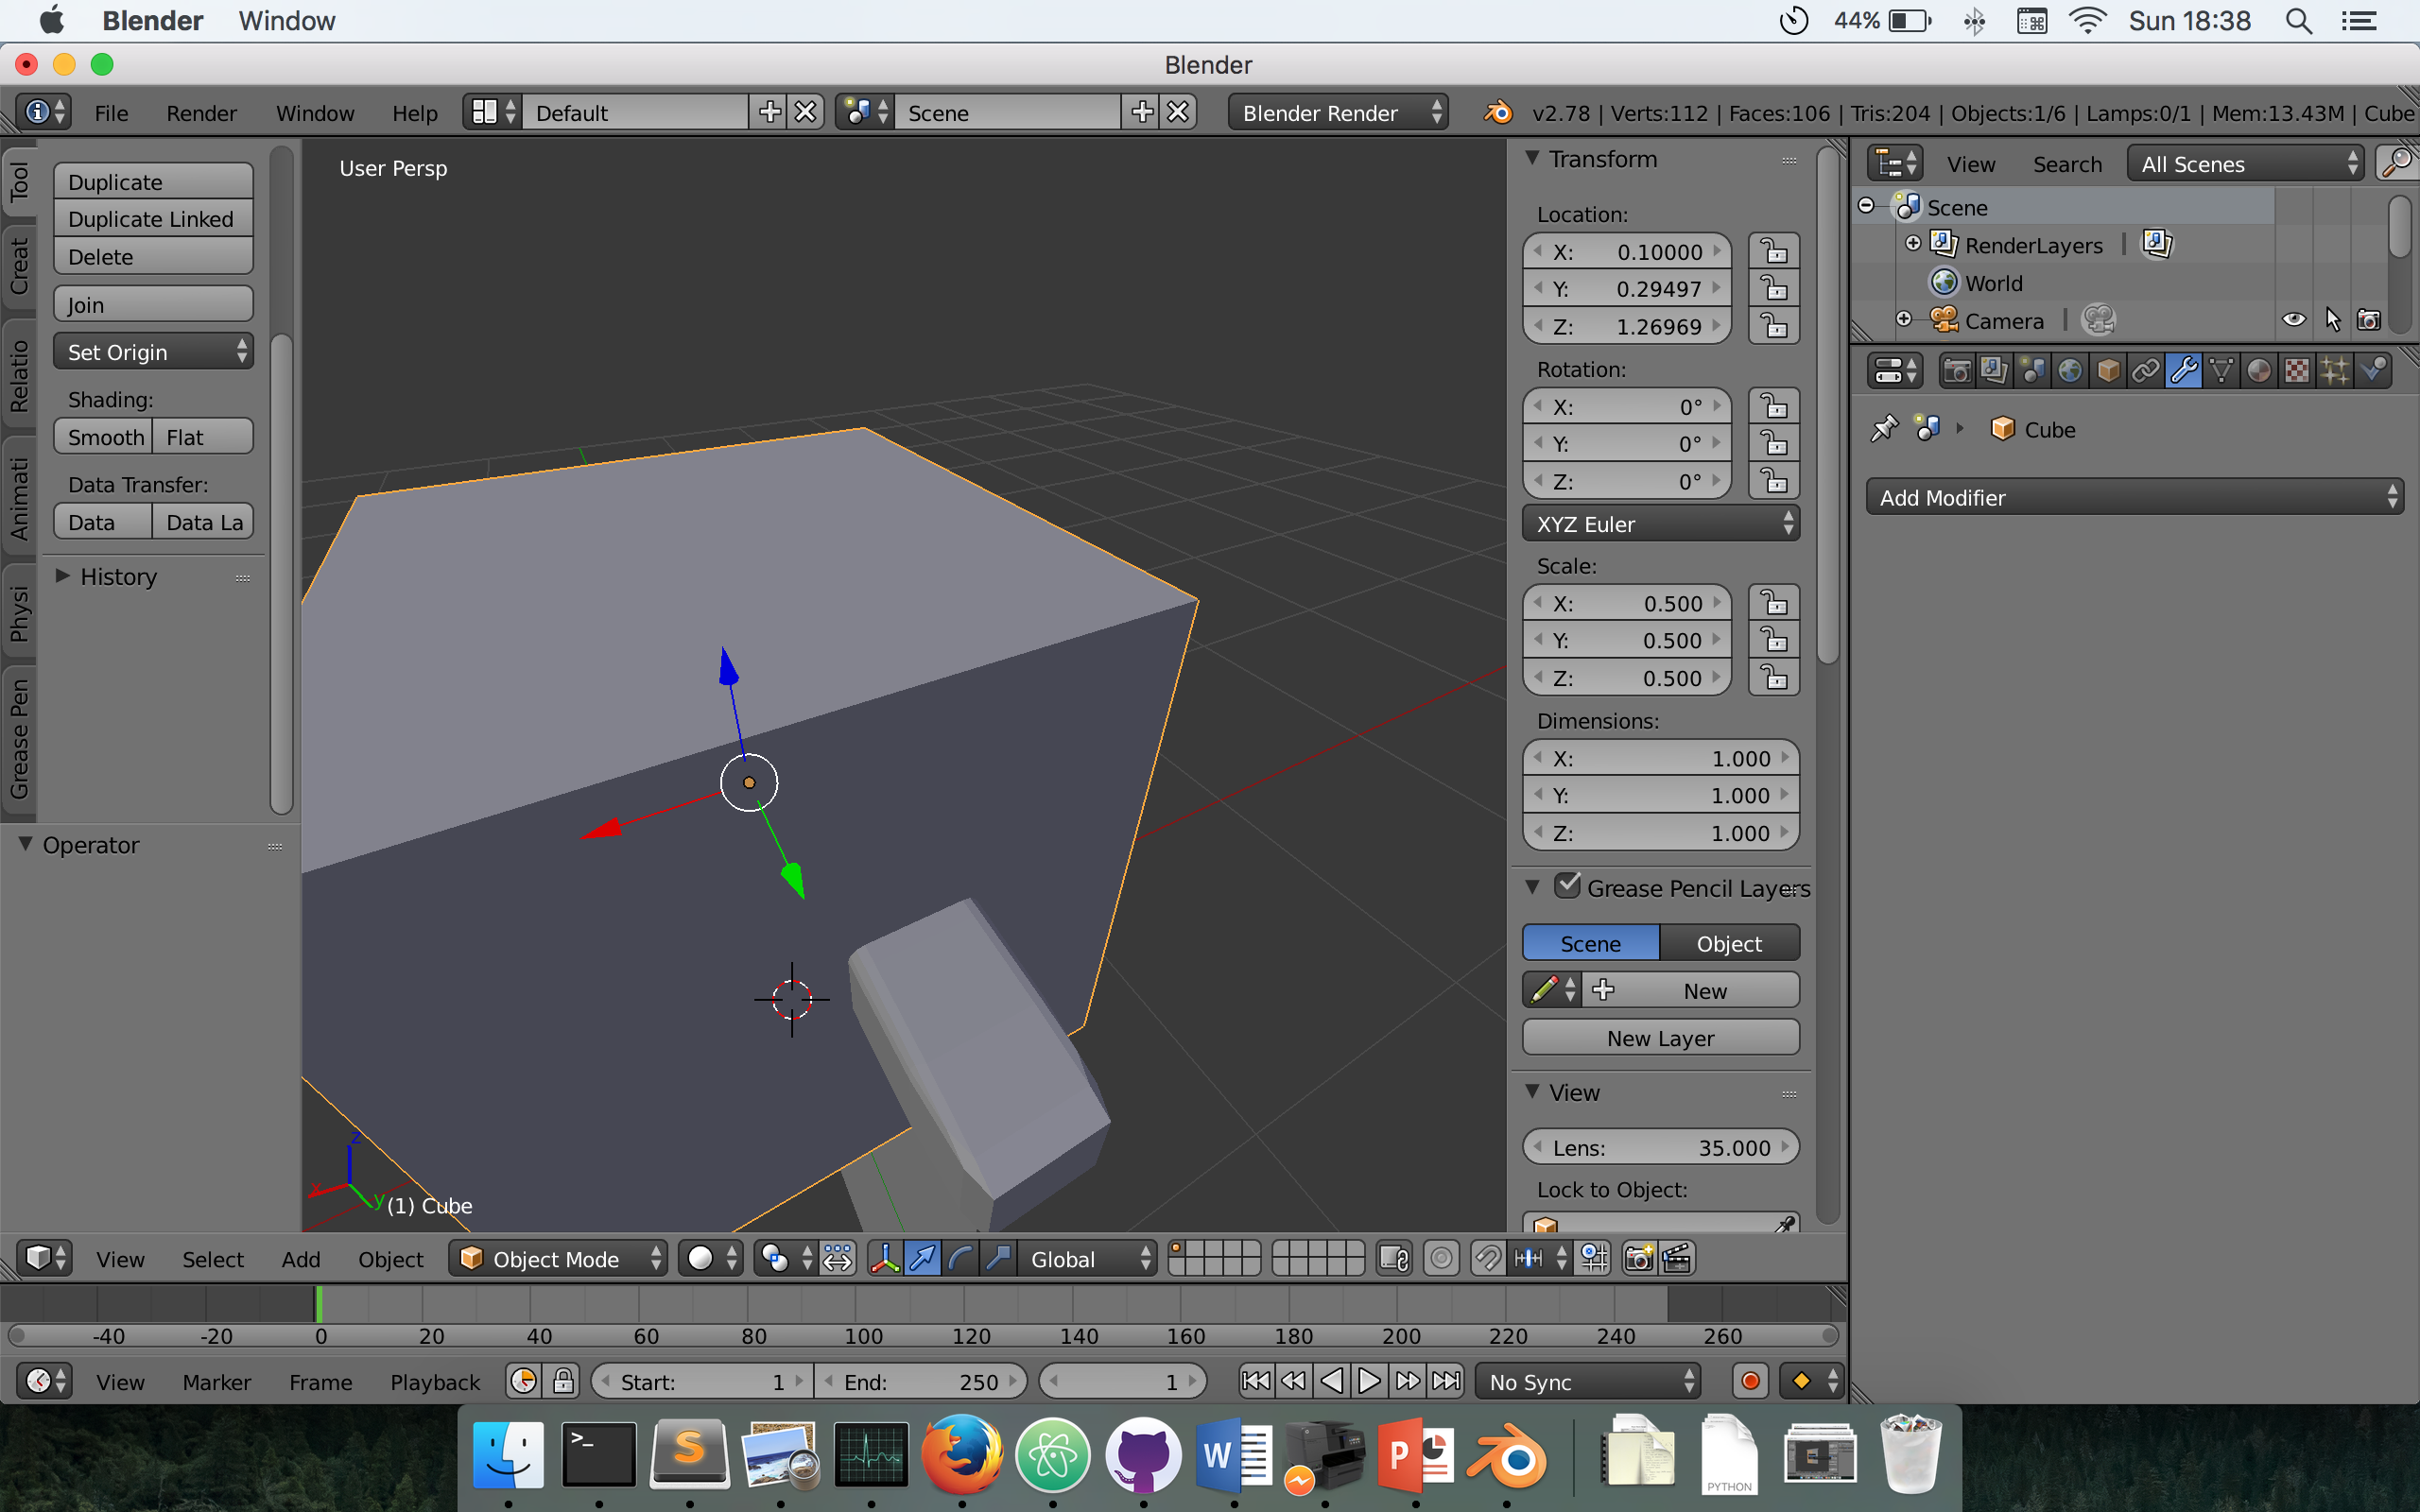 Blender Window 44% Sun 18:38
Blender
File Render Window Help Default Scene Blender Render v2.78 | Verts:112 | Faces:106 | Tris:204 | Objects:1/6 | Lamps:0/1 | Mem:13.43M | Cube
Tool
Creat
Relatio
Animati
Physi
Grease Pen
Duplicate
Duplicate Linked
Delete
Join
Set Origin
Shading:
Smooth Flat
Data Transfer:
Data Data La
History
Operator
User Persp
z
x
y
(1) Cube
Transform
Location:
X: 0.10000
Y: 0.29497
Z: 1.26969
Rotation:
X: 0°
Y: 0°
Z: 0°
XYZ Euler
Scale:
X: 0.500
Y: 0.500
Z: 0.500
Dimensions:
X: 1.000
Y: 1.000
Z: 1.000
Grease Pencil Layers
Scene Object
New
New Layer
View
Lens: 35.000
Lock to Object:
View Search All Scenes
Scene
RenderLayers |
World
Camera |
Cube
Add Modifier
View Select Add Object Object Mode Global
-40 -20 0 20 40 60 80 100 120 140 160 180 200 220 240 260
View Marker Frame Playback Start: 1 End: 250 1 No Sync
>_
S
W
P
PYTHON